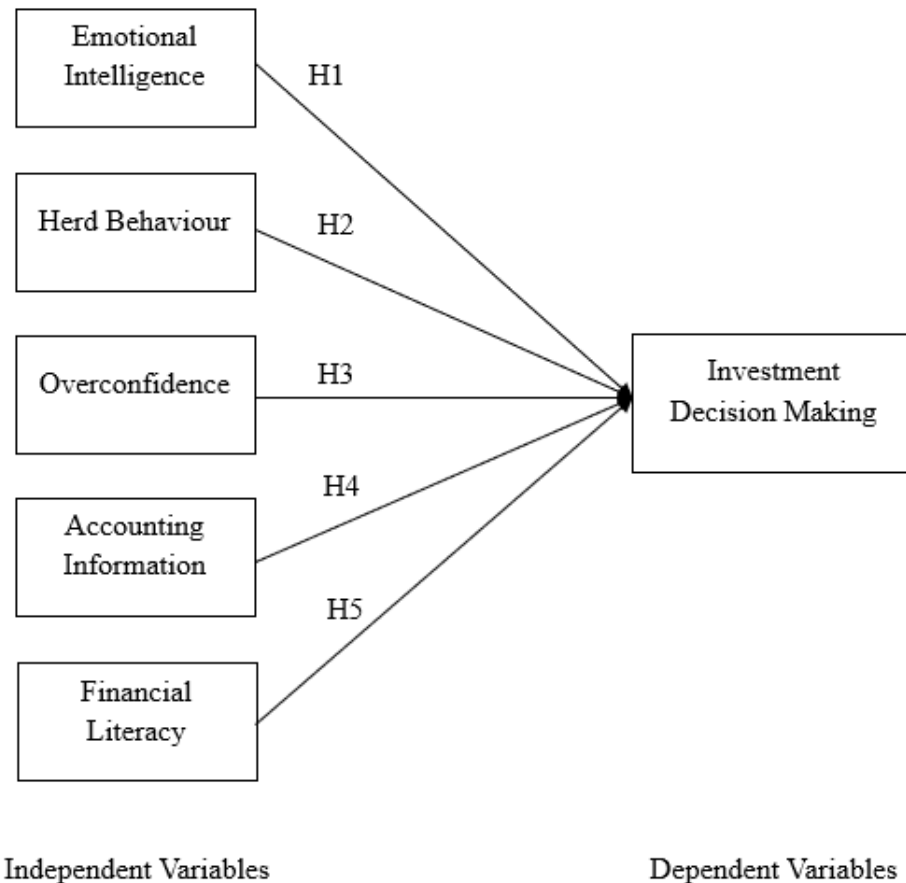 Emotional
Intelligence
H1
Herd Behaviour
H2
Overconfidence
H3
Investment
Decision Making
Accounting
Information
H4
Financial
Literacy
H5
Independent Variables
Dependent Variables